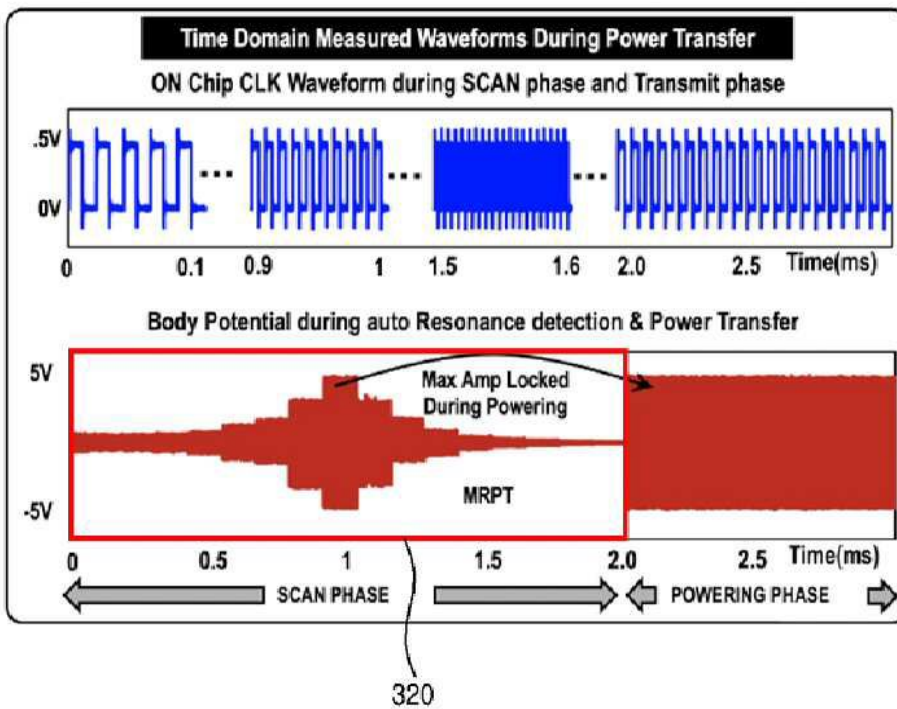 Time Domain Measured Waveforms During Power Transfer
ON Chip CLK Waveform during SCAN phase and Transmit phase
.5V
0V
0 0.1 0.9 1 1.5 1.6 2.0 2.5 Time(ms)
Body Potential during auto Resonance detection & Power Transfer
5V
Max Amp Locked
During Powering
MRPT
-5V
0 0.5 1 1.5 2.0 2.5 Time(ms)
SCAN PHASE POWERING PHASE
320